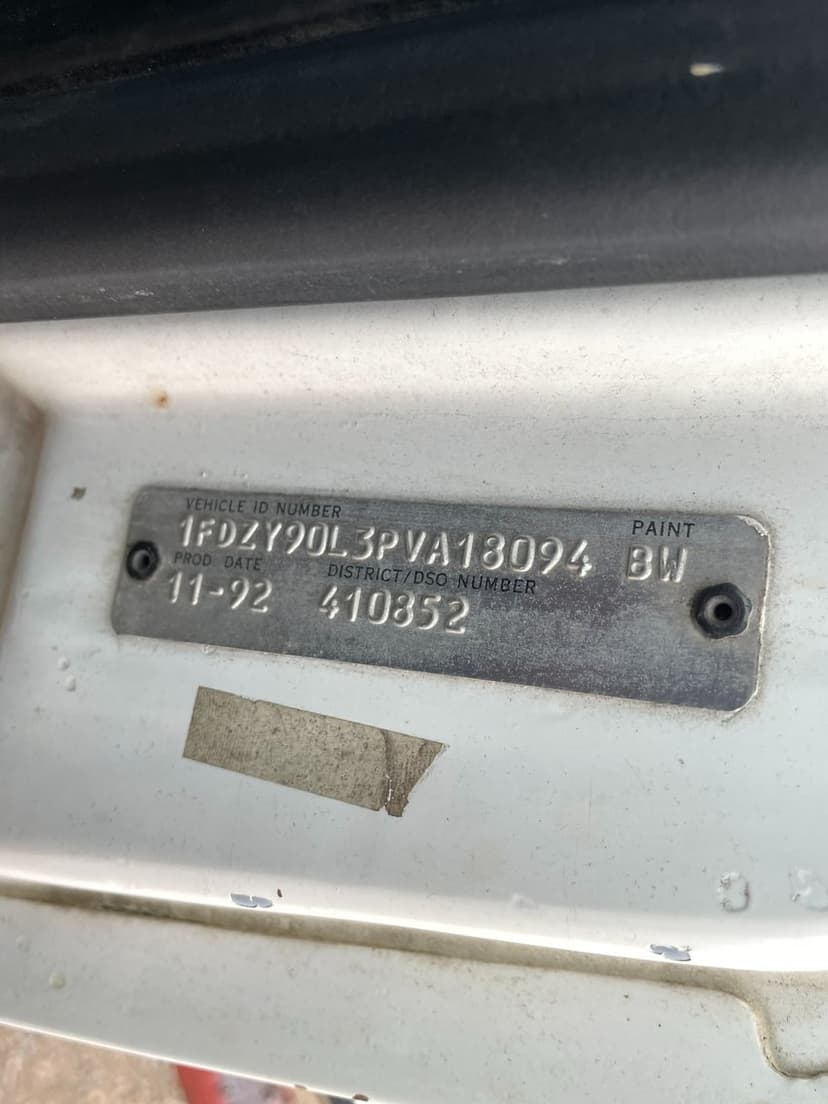 VEHICLE ID NUMBER PAINT
1FDZY90L3PVA18094 BW
PROD. DATE DISTRICT/DSO NUMBER
11-92 410852